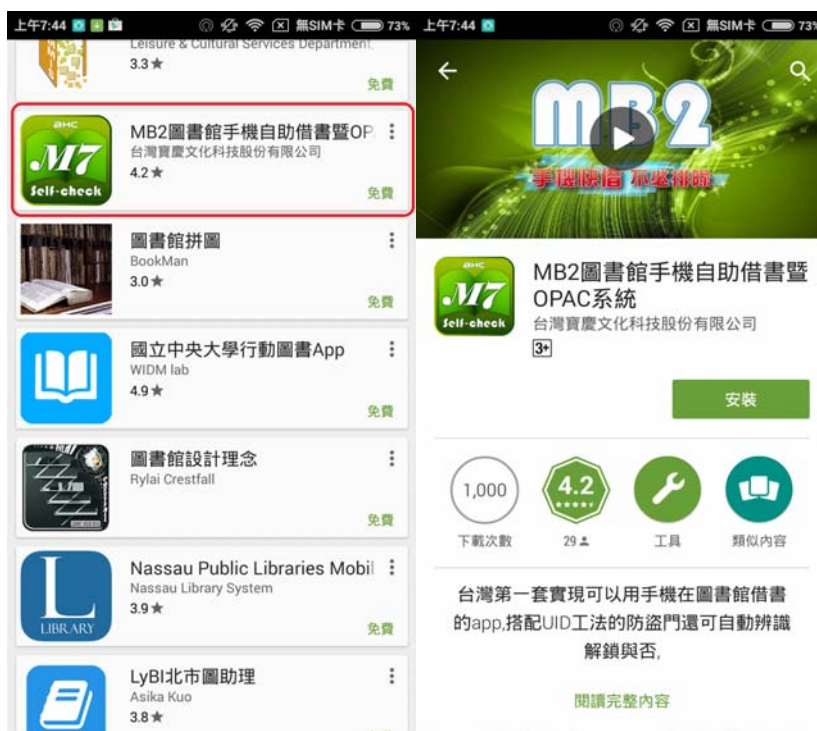 上午7:44
無SIM卡
73%
Leisure & Cultural Services Department,
3.3★
免費
BHC
M7
Self-check
MB2圖書館手機自助借書暨OP
台灣寶慶文化科技股份有限公司
4.2★
免費
圖書館拼圖
BookMan
3.0★
免費
國立中央大學行動圖書App
WIDM lab
4.9★
免費
圖書館設計理念
Rylai Crestfall
免費
L
LIBRARY
Nassau Public Libraries Mobil
Nassau Library System
3.9★
免費
LyBI北市圖助理
Asika Kuo
3.8★
上午7:44
無SIM卡
73%
MB2
手機快借 不必排隊
BHC
M7
Self-check
MB2圖書館手機自助借書暨
OPAC系統
台灣寶慶文化科技股份有限公司
3+
安裝
1,000
下載次數
4.2
29
工具
類似內容
台灣第一套實現可以用手機在圖書館借書
的app,搭配UID工法的防盜門還可自動辨識
解鎖與否,
閱讀完整內容